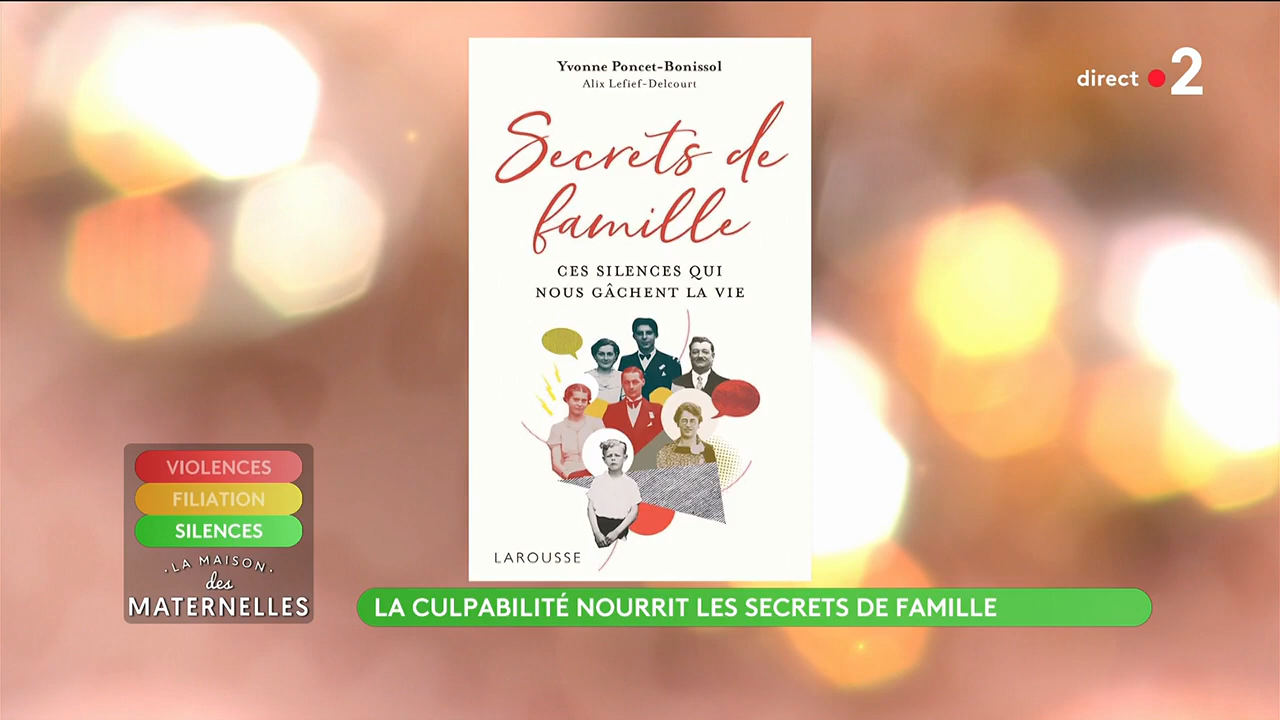 Yvonne Poncet-Bonissol
Alix Lefief-Delcourt
Secrets de
famille
CES SILENCES QUI
NOUS GÂCHENT LA VIE
LAROUSSE
direct 2
VIOLENCES
FILIATION
SILENCES
·LA MAISON·
des
MATERNELLES
LA CULPABILITÉ NOURRIT LES SECRETS DE FAMILLE